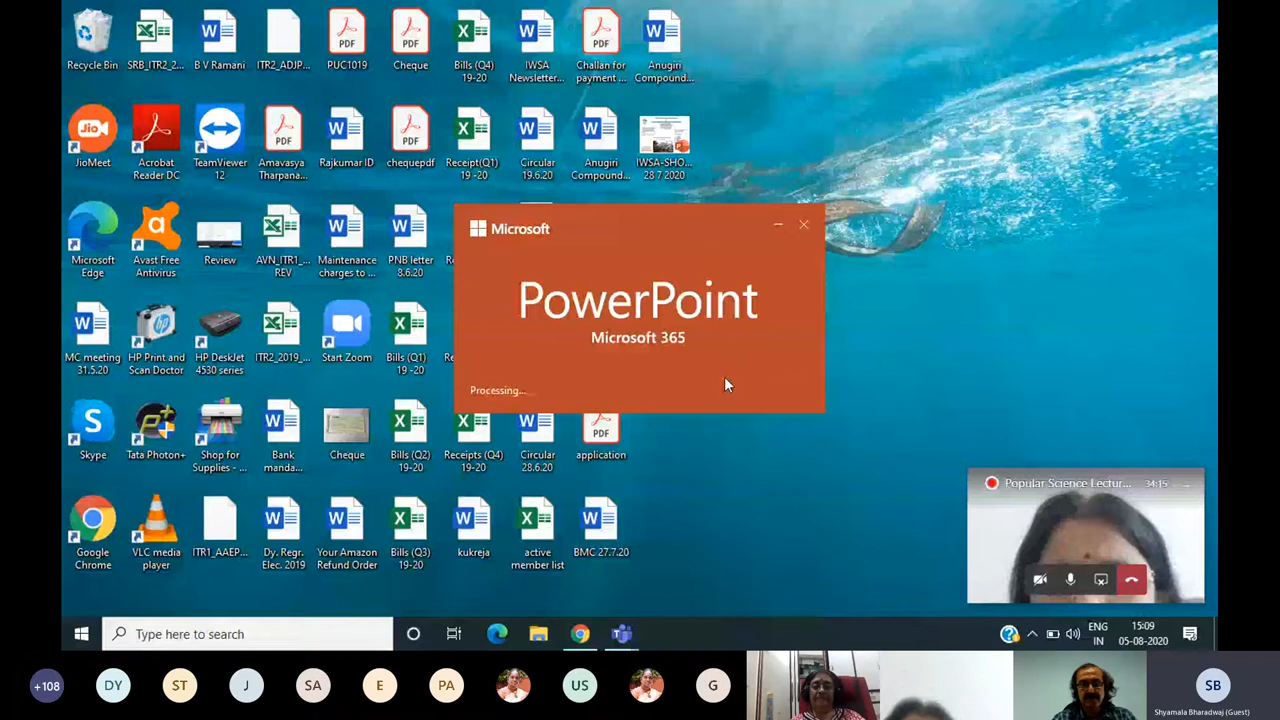 Recycle Bin
SRB_ITR2_2...
B V Ramani
ITR2_ADJP...
PDF
PUC1019
PDF
Cheque
Bills (Q4)
19-20
IWSA
Newsletter...
PDF
Challan for
payment ...
Anugiri
Compound...
Jio
JioMeet
Acrobat
Reader DC
TeamViewer
12
PDF
Amavasya
Tharpana...
Rajkumar ID
PDF
chequepdf
Receipt(Q1)
19 -20
Circular
19.6.20
Anugiri
Compound...
IWSA-SHO...
28 7 2020
Microsoft
Edge
Avast Free
Antivirus
Review
AVN_ITR1_...
REV
Maintenance
charges to ...
PNB letter
8.6.20
Microsoft
PowerPoint
Microsoft 365
Processing...
MC meeting
31.5.20
HP Print and
Scan Doctor
HP DeskJet
4530 series
ITR2_2019_...
Start Zoom
Bills (Q1)
19 -20
Skype
Tata Photon+
Shop for
Supplies - ...
Bank
manda...
Cheque
Bills (Q2)
19-20
Receipts (Q4)
19-20
Circular
28.6.20
PDF
application
Google
Chrome
VLC media
player
ITR1_AAEP...
Dy. Regr.
Elec. 2019
Your Amazon
Refund Order
Bills (Q3)
19-20
kukreja
active
member list
BMC 27.7.20
Popular Science Lectur...
34:15
Type here to search
ENG
IN
15:09
05-08-2020
+108
DY
ST
J
SA
E
PA
US
G
SB
Shyamala Bharadwaj (Guest)